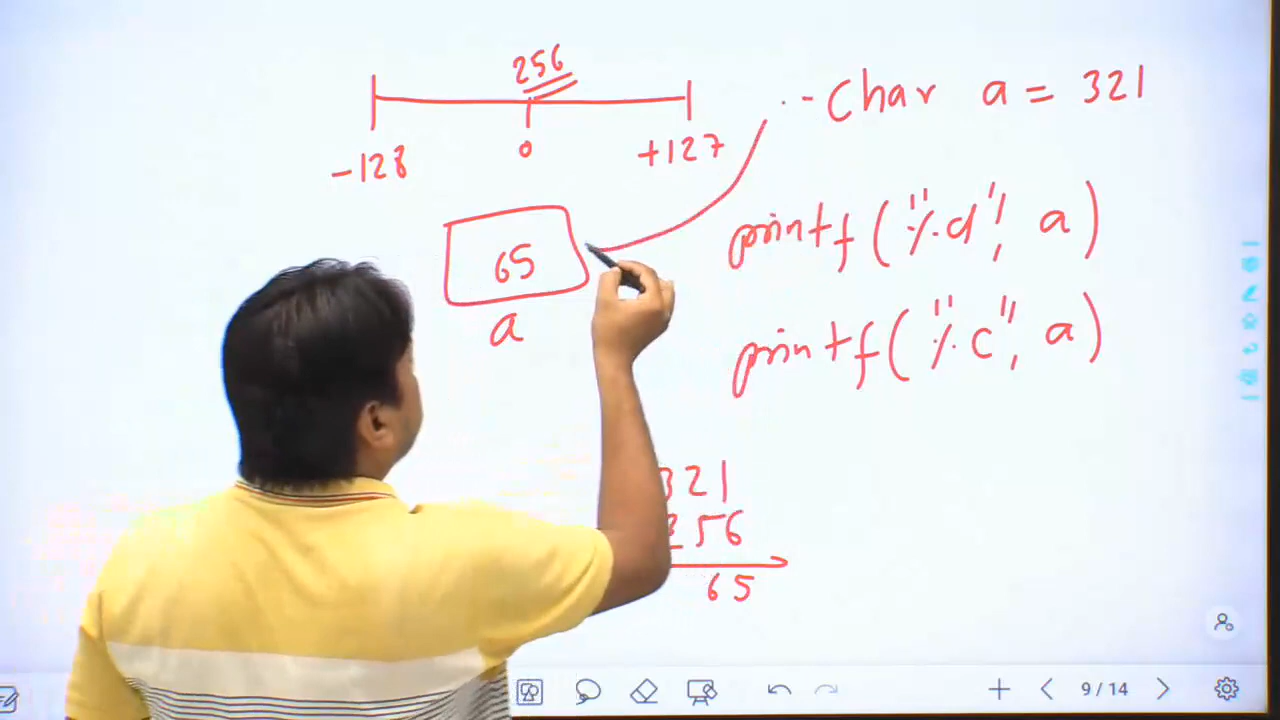 256
-128 0 +127
char a = 321
65
a
printf("%d", a)
printf("%c", a)
321
256
65
9 / 14